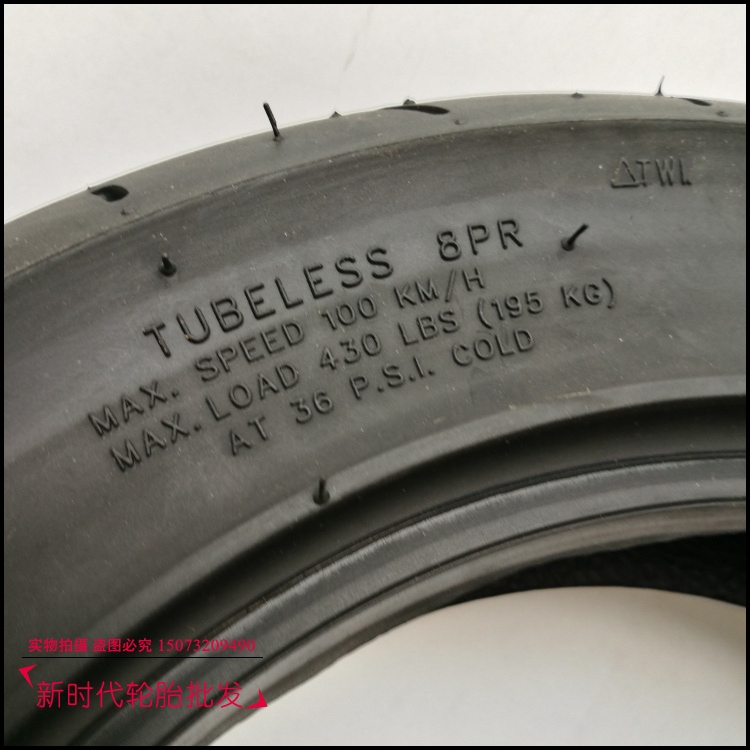 △TWI.
TUBELESS 8PR
MAX. SPEED 100 KM/H
MAX. LOAD 430 LBS (195 KG)
AT 36 P.S.I. COLD
实物拍摄 盗图必究 15073209490
新时代轮胎批发